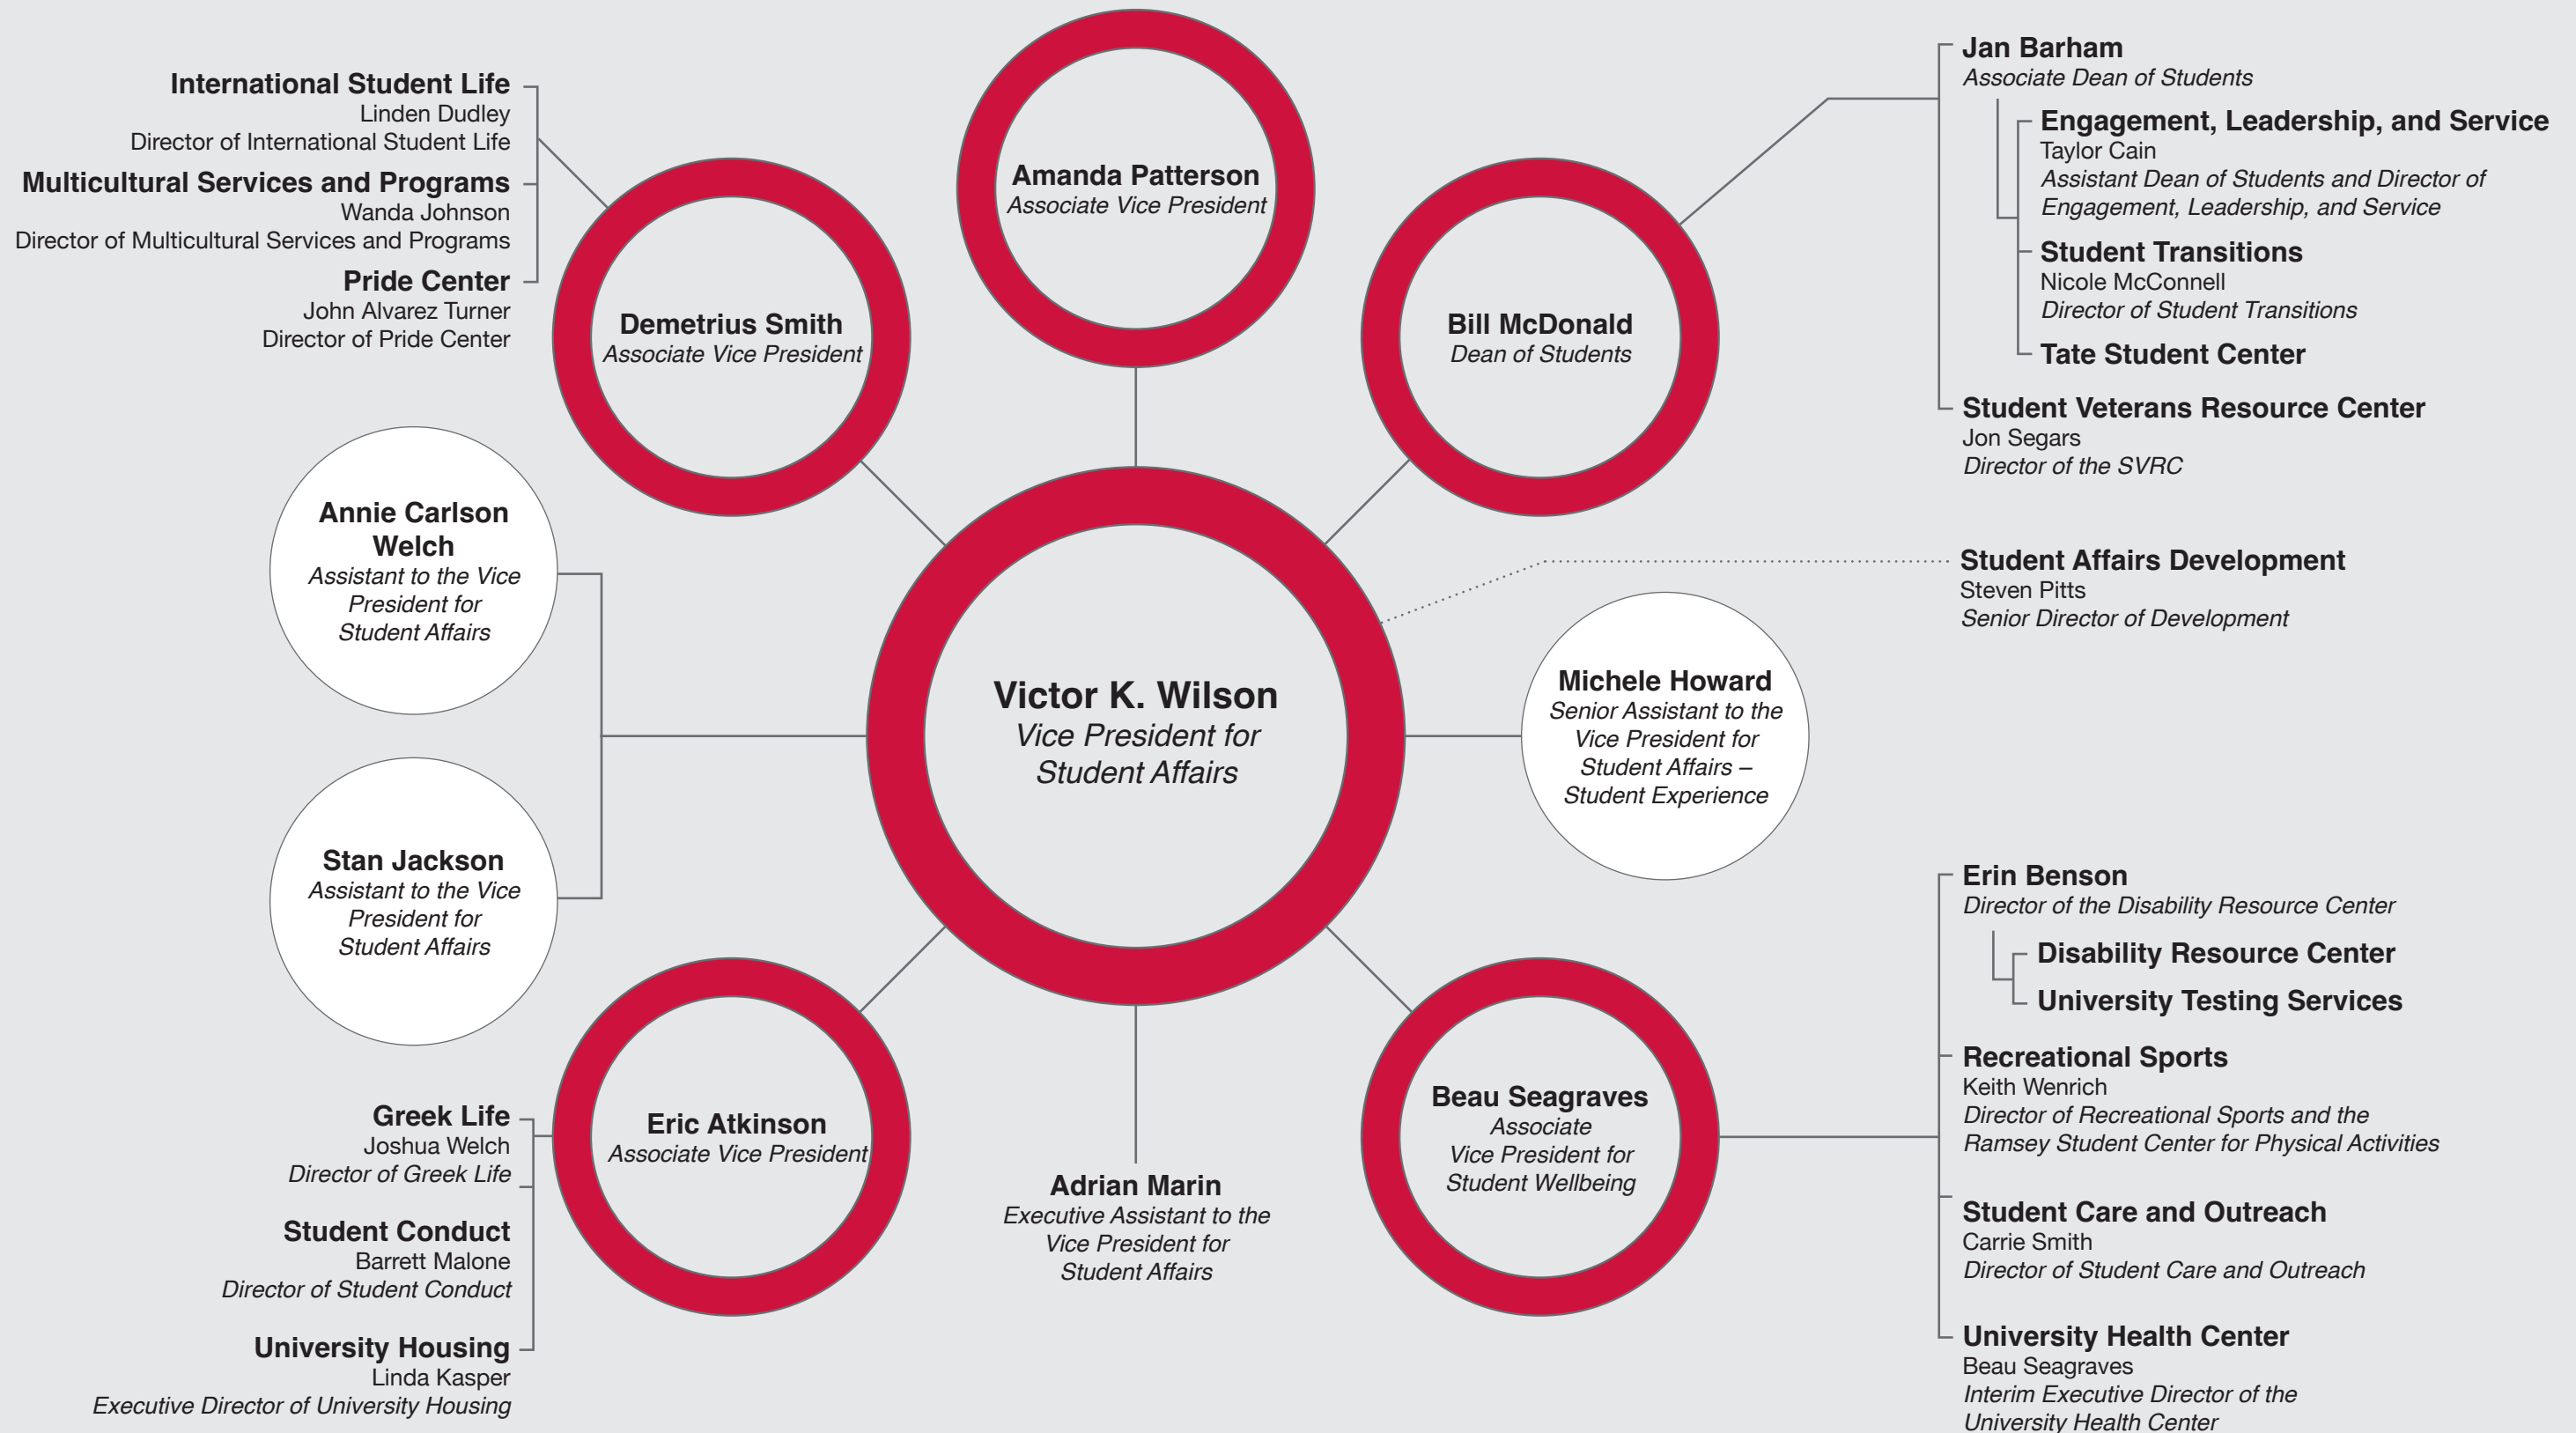 International Student Life
Linden Dudley
Director of International Student Life
Multicultural Services and Programs
Wanda Johnson
Director of Multicultural Services and Programs
Pride Center
John Alvarez Turner
Director of Pride Center
Demetrius Smith
Associate Vice President
Amanda Patterson
Associate Vice President
Bill McDonald
Dean of Students
Jan Barham
Associate Dean of Students
Engagement, Leadership, and Service
Taylor Cain
Assistant Dean of Students and Director of
Engagement, Leadership, and Service
Student Transitions
Nicole McConnell
Director of Student Transitions
Tate Student Center
Student Veterans Resource Center
Jon Segars
Director of the SVRC
Annie Carlson
Welch
Assistant to the Vice
President for
Student Affairs
Stan Jackson
Assistant to the Vice
President for
Student Affairs
Victor K. Wilson
Vice President for
Student Affairs
Student Affairs Development
Steven Pitts
Senior Director of Development
Michele Howard
Senior Assistant to the
Vice President for
Student Affairs –
Student Experience
Greek Life
Joshua Welch
Director of Greek Life
Student Conduct
Barrett Malone
Director of Student Conduct
University Housing
Linda Kasper
Executive Director of University Housing
Eric Atkinson
Associate Vice President
Adrian Marin
Executive Assistant to the
Vice President for
Student Affairs
Beau Seagraves
Associate
Vice President for
Student Wellbeing
Erin Benson
Director of the Disability Resource Center
Disability Resource Center
University Testing Services
Recreational Sports
Keith Wenrich
Director of Recreational Sports and the
Ramsey Student Center for Physical Activities
Student Care and Outreach
Carrie Smith
Director of Student Care and Outreach
University Health Center
Beau Seagraves
Interim Executive Director of the
University Health Center